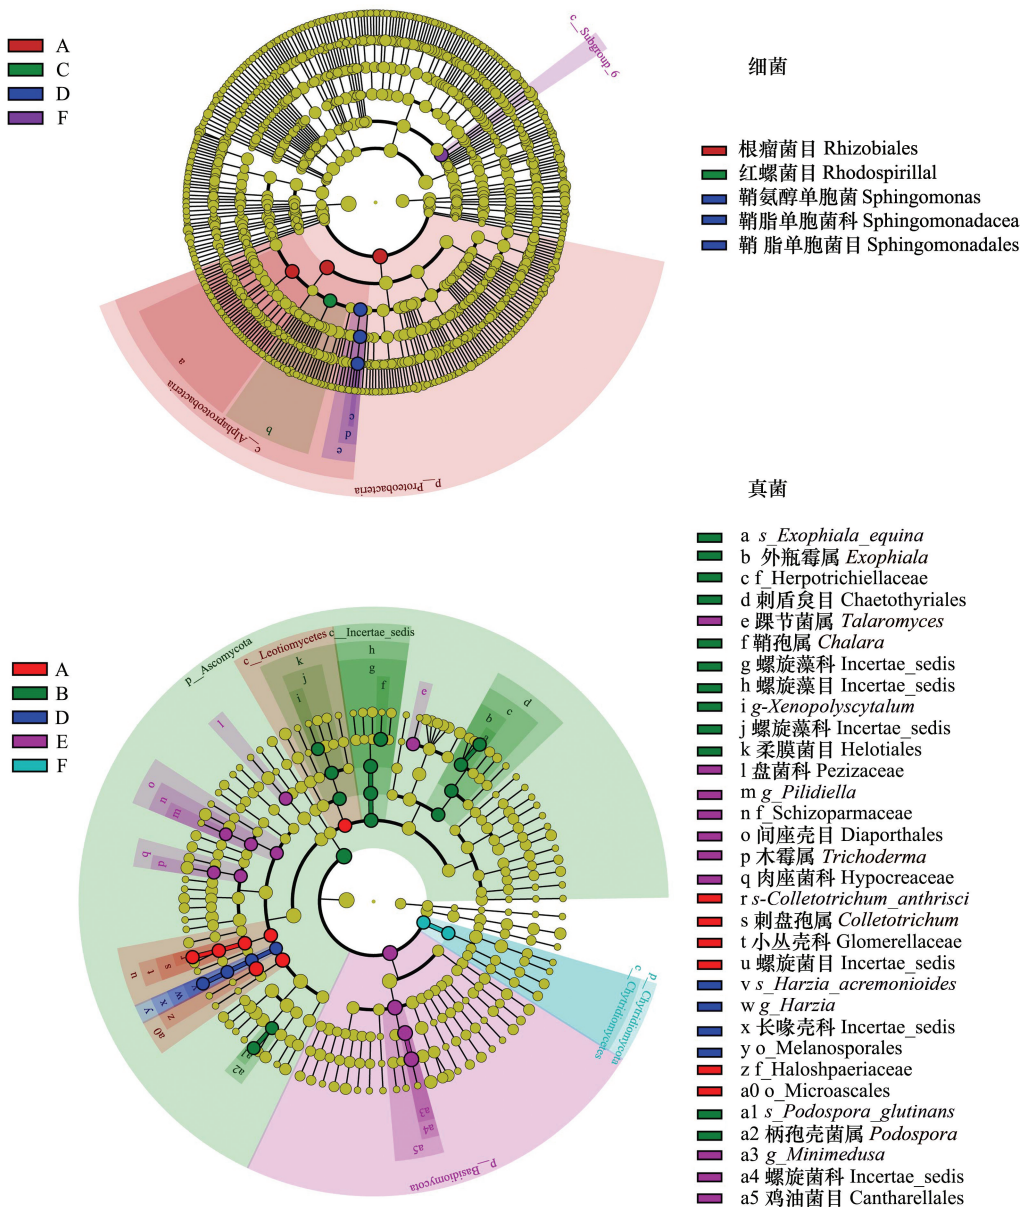 A
C
D
F
c__Subgroup_6
细菌
根瘤菌目 Rhizobiales
红螺菌目 Rhodospirillal
鞘氨醇单胞菌 Sphingomonas
鞘脂单胞菌科 Sphingomonadacea
鞘 脂单胞菌目 Sphingomonadales
a
b
c
d
e
c__Alphaproteobacteria
p__Proteobacteria
真菌
A
B
D
E
F
p__Ascomycota
c__Leotiomycetes
c__Incertae_sedis
k
j
i
h
g
f
e
d
c
b
l
o
n
m
q
p
u
t
s
r
y
x
w
v
a0
z
a2
a3
a4
a5
p__Basidiomycota
c__Chytridiomycetes
p__Chytridiomycota
a s_Exophiala_equina
b 外瓶霉属 Exophiala
c f_Herpotrichiellaceae
d 刺盾炱目 Chaetothyriales
e 踝节菌属 Talaromyces
f 鞘孢属 Chalara
g 螺旋藻科 Incertae_sedis
h 螺旋藻目 Incertae_sedis
i g-Xenopolyscytalum
j 螺旋藻科 Incertae_sedis
k 柔膜菌目 Helotiales
l 盘菌科 Pezizaceae
m g_Pilidiella
n f_Schizoparmaceae
o 间座壳目 Diaporthales
p 木霉属 Trichoderma
q 肉座菌科 Hypocreaceae
r s-Colletotrichum_anthrisci
s 刺盘孢属 Colletotrichum
t 小丛壳科 Glomerellaceae
u 螺旋菌目 Incertae_sedis
v s_Harzia_acremonioides
w g_Harzia
x 长喙壳科 Incertae_sedis
y o_Melanosporales
z f_Haloshpaeriaceae
a0 o_Microascales
a1 s_Podospora_glutinans
a2 柄孢壳菌属 Podospora
a3 g_Minimedusa
a4 螺旋菌科 Incertae_sedis
a5 鸡油菌目 Cantharellales